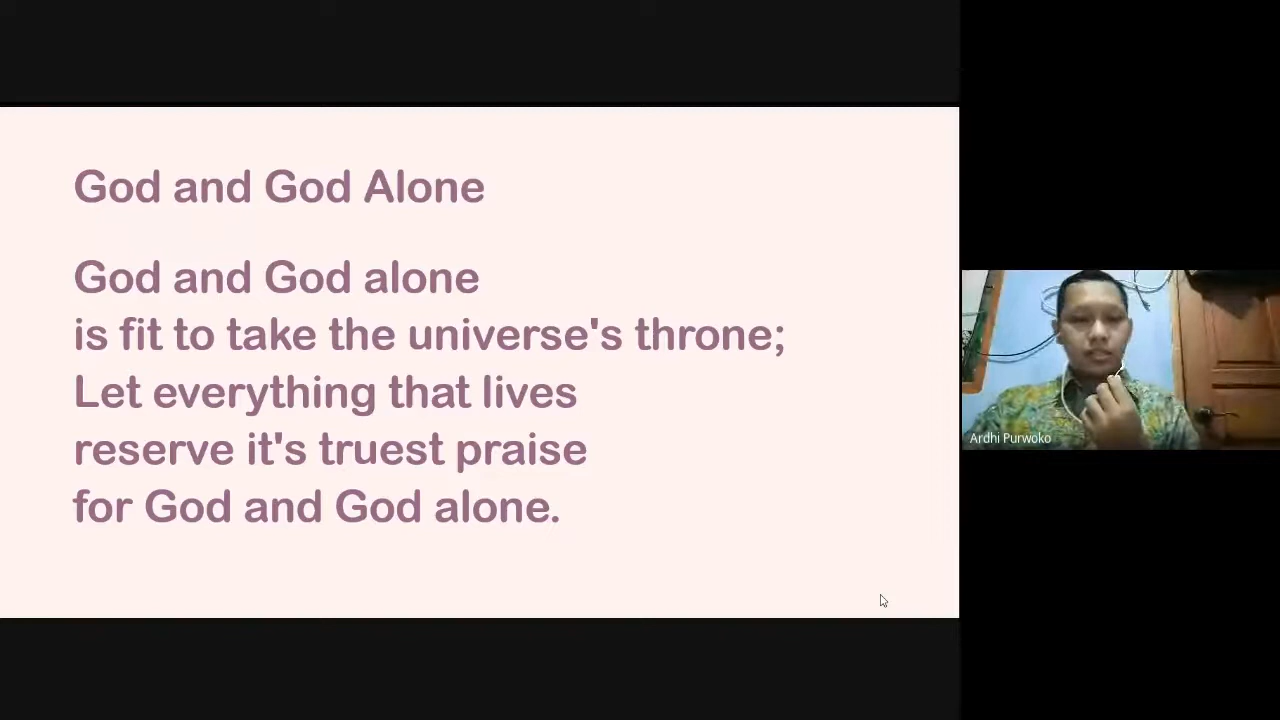 God and God Alone
God and God alone
is fit to take the universe's throne;
Let everything that lives
reserve it's truest praise
for God and God alone.
Ardhi Purwoko